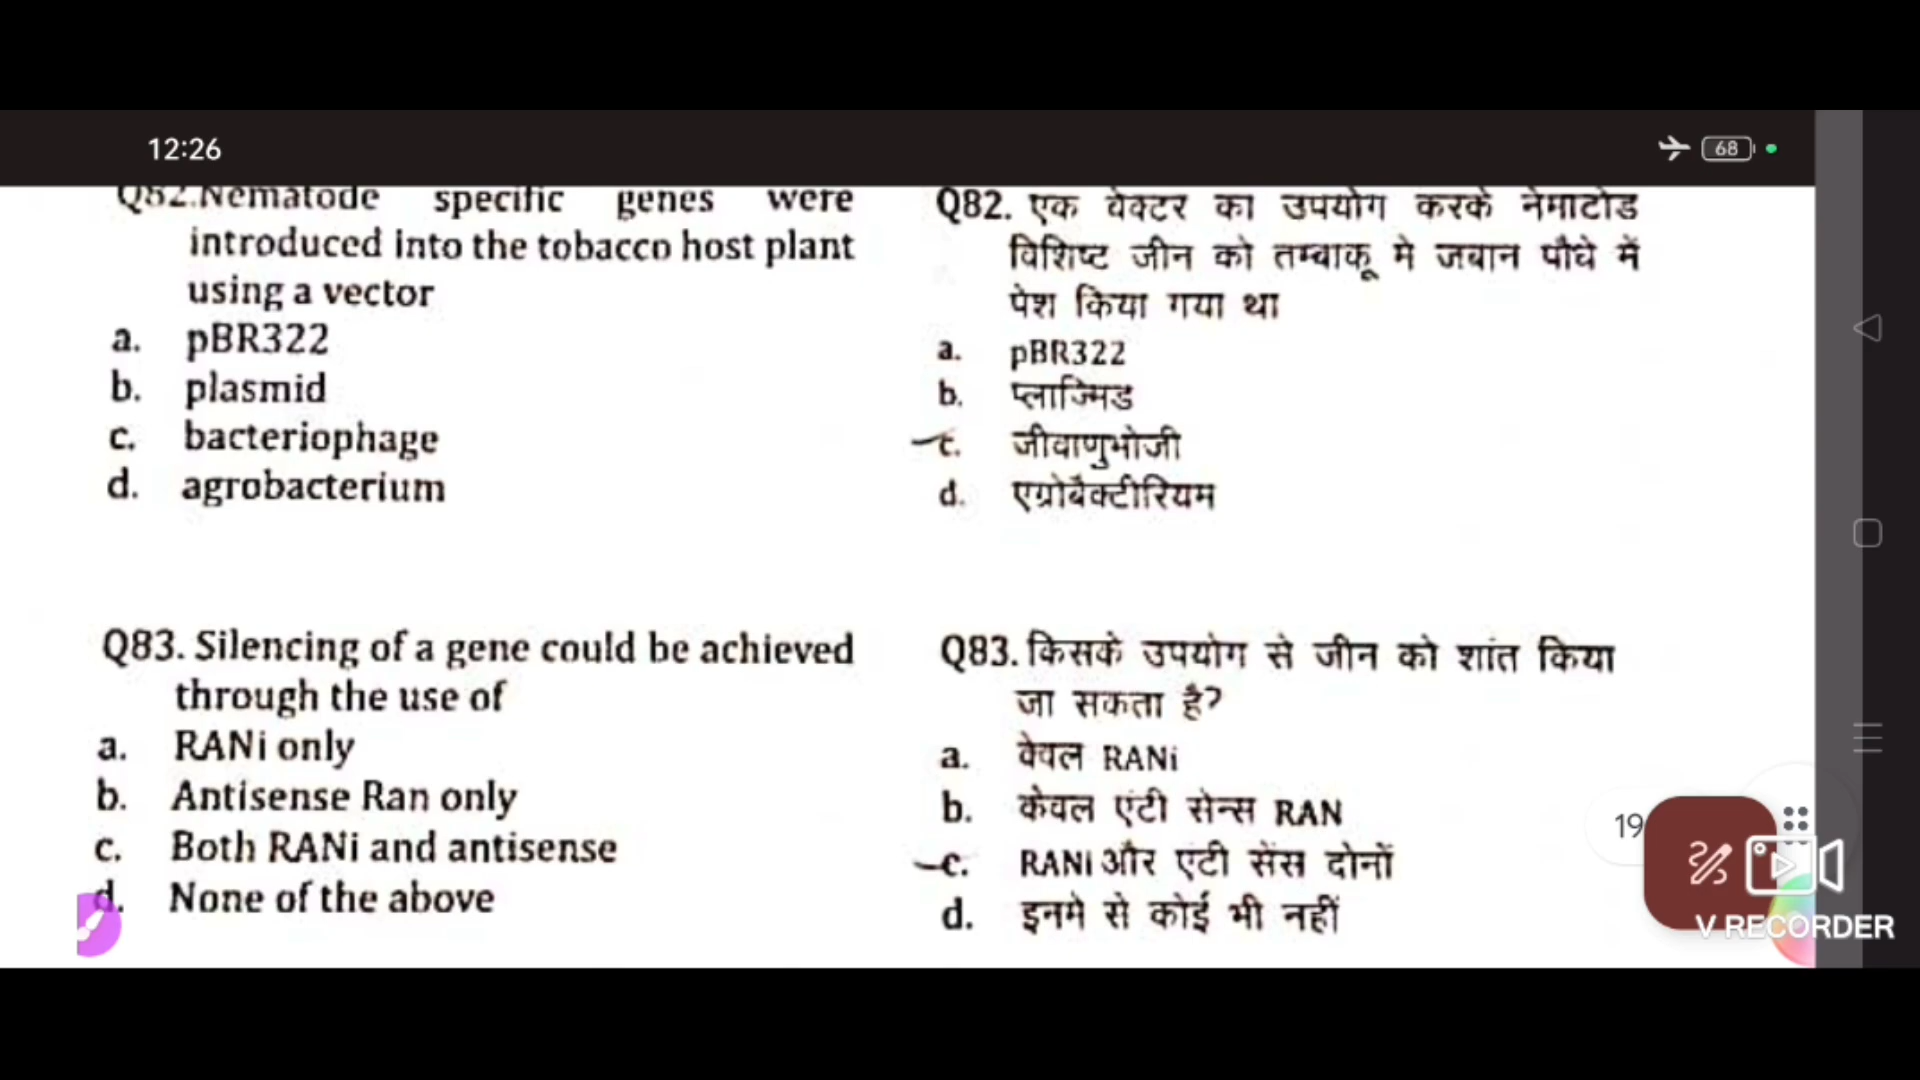 12:26
68
Q82.Nematode specific genes were
introduced into the tobacco host plant
using a vector
a. pBR322
b. plasmid
c. bacteriophage
d. agrobacterium
Q83. Silencing of a gene could be achieved
through the use of
a. RANi only
b. Antisense Ran only
c. Both RANi and antisense
d. None of the above
Q82. एक वेक्टर का उपयोग करके नेमाटोड
विशिष्ट जीन को तम्बाकू मे जबान पौधे में
पेश किया गया था
a. pBR322
b. प्लाज्मिड
c. जीवाणुभोजी
d. एग्रोबैक्टीरियम
Q83. किसके उपयोग से जीन को शांत किया
जा सकता है?
a. केवल RANi
b. केवल एंटी सेन्स RAN
c. RANi और एंटी सेंस दोनों
d. इनमे से कोई भी नहीं
19
V RECORDER